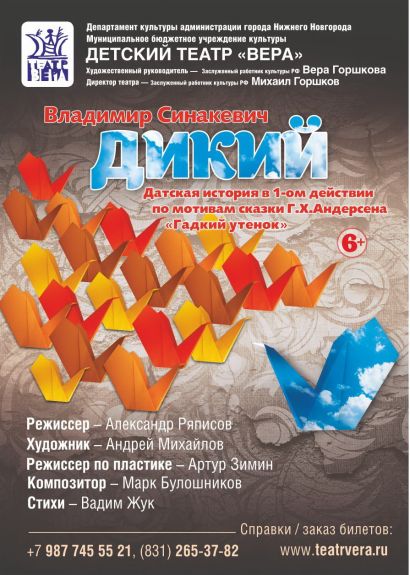 Департамент культуры администрации города Нижнего Новгорода
Муниципальное бюджетное учреждение культуры
ДЕТСКИЙ ТЕАТР «ВЕРА»
Художественный руководитель — Заслуженный работник культуры РФ Вера Горшкова
Директор театра — Заслуженный работник культуры РФ Михаил Горшков
ТЕАТР
ВЕРА
Владимир Синакевич
ДИКИЙ
Датская история в 1-ом действии
по мотивам сказки Г.Х.Андерсена
«Гадкий утенок»
6+
Режиссер – Александр Ряписов
Художник – Андрей Михайлов
Режиссер по пластике – Артур Зимин
Композитор – Марк Булошников
Стихи – Вадим Жук
Справки / заказ билетов:
+7 987 745 55 21, (831) 265-37-82
www.teatrvera.ru